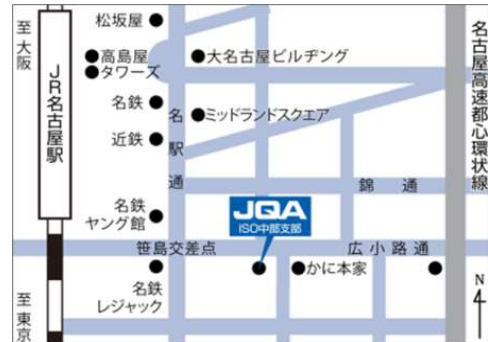 至大阪
松坂屋
高島屋
タワーズ
大名古屋ビルヂング
名古屋高速都心環状線
JR名古屋駅
名鉄
名駅通
ミッドランドスクエア
近鉄
錦通
名鉄
ヤング館
JQA
ISO中部支部
笹島交差点
広小路通
かに本家
名鉄
レジャック
至東京
N